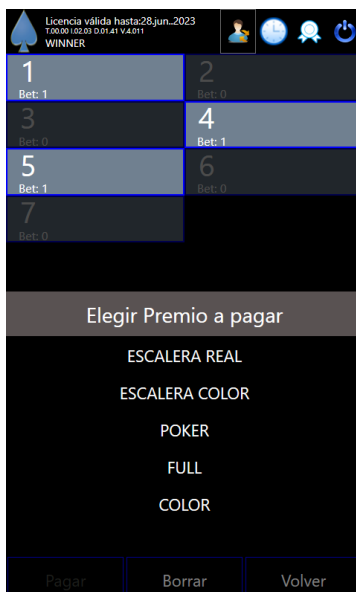 Licencia válida hasta:28.jun..2023
T.00.00 I.02.03 D.01.41 V.4.011
WINNER
1
Bet: 1
2
Bet: 0
3
Bet: 0
4
Bet: 1
5
Bet: 1
6
Bet: 0
7
Bet: 0
Elegir Premio a pagar
ESCALERA REAL
ESCALERA COLOR
POKER
FULL
COLOR
Pagar
Borrar
Volver